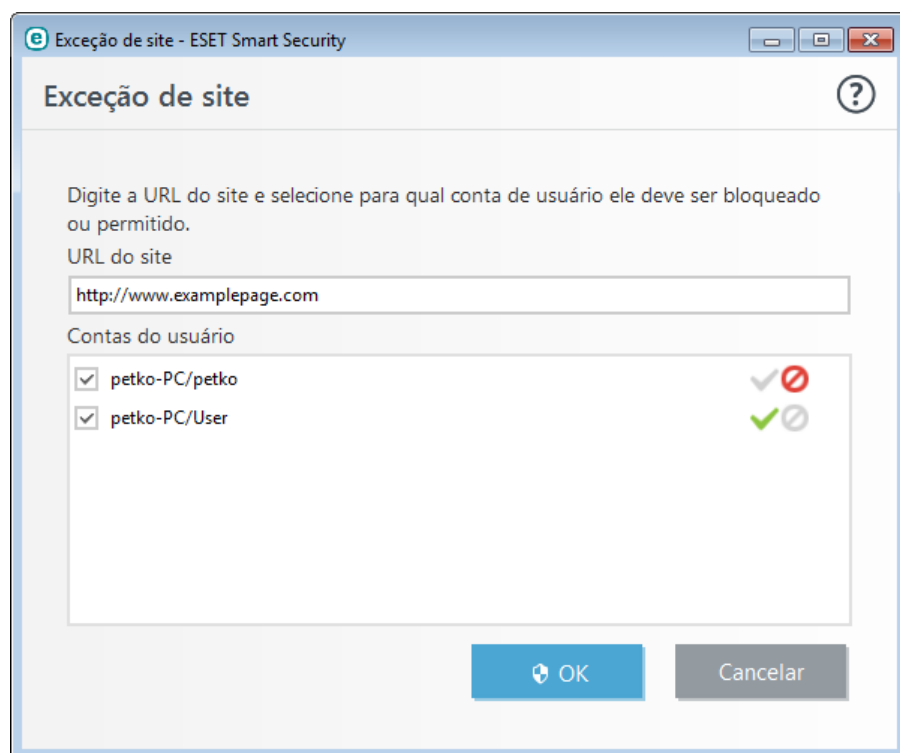 Exceção de site - ESET Smart Security
Exceção de site
?
Digite a URL do site e selecione para qual conta de usuário ele deve ser bloqueado
ou permitido.
URL do site
http://www.examplepage.com
Contas do usuário
petko-PC/petko
petko-PC/User
OK
Cancelar